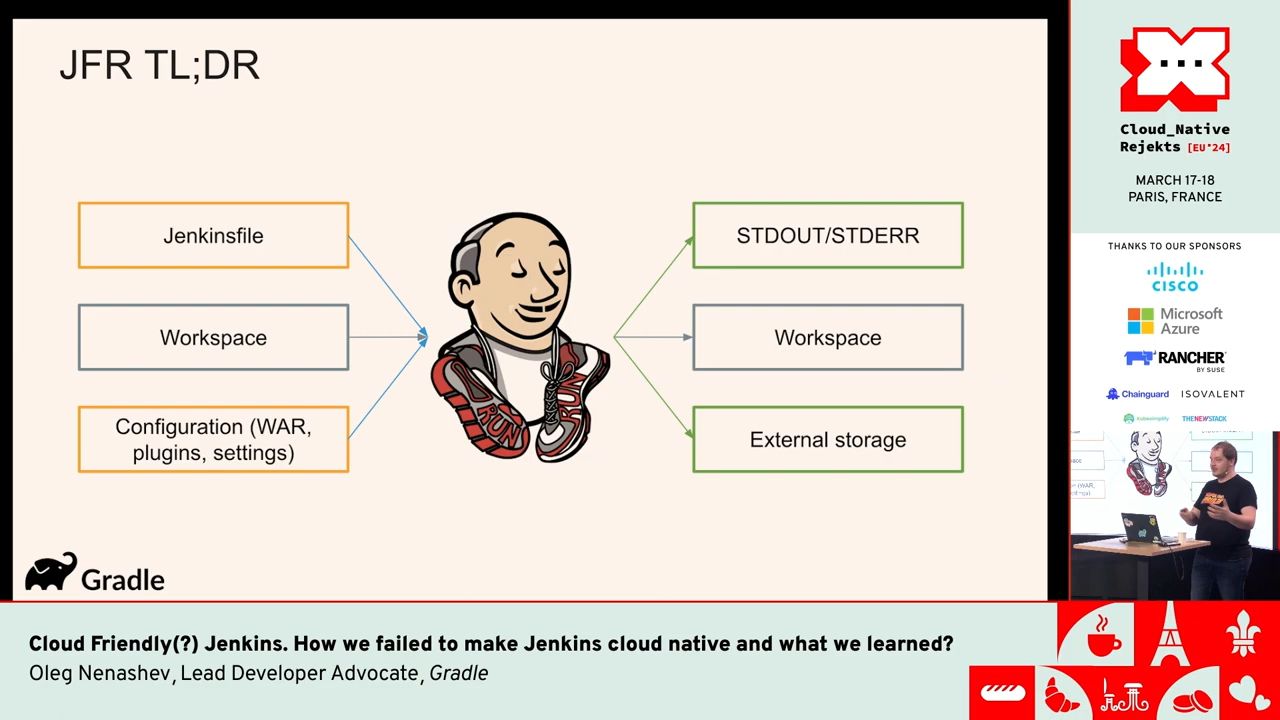 JFR TL;DR
Jenkinsfile
Workspace
Configuration (WAR,
plugins, settings)
RUN
RUN
STDOUT/STDERR
Workspace
External storage
Gradle
Cloud_Native
Rejekts [EU*24]
MARCH 17-18
PARIS, FRANCE
THANKS TO OUR SPONSORS
CISCO
Microsoft
Azure
RANCHER
BY SUSE
Chainguard
ISOVALENT
kubesimplify
THENEWSTACK
Cloud Friendly(?) Jenkins. How we failed to make Jenkins cloud native and what we learned?
Oleg Nenashev, Lead Developer Advocate, Gradle